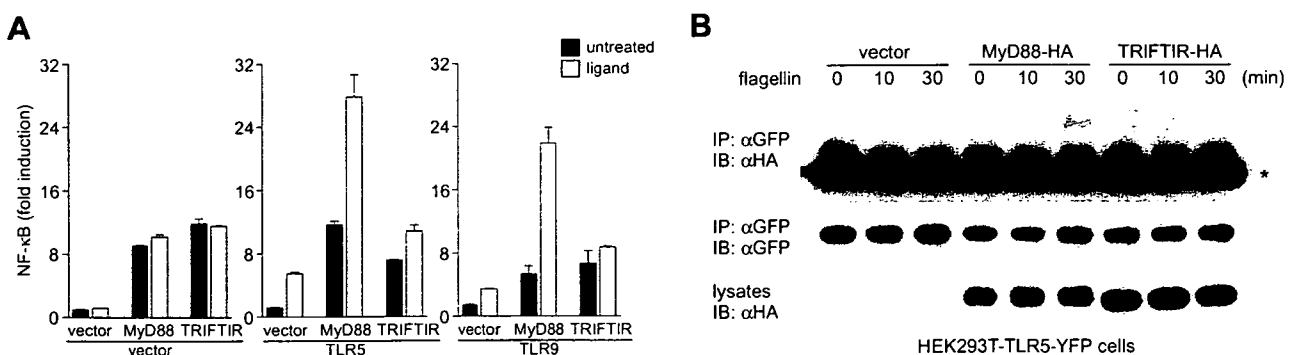 A
untreated
ligand
NF-κB (fold induction)
32
24
16
8
0
vector MyD88 TRIFTIR
vector
32
24
16
8
0
vector MyD88 TRIFTIR
TLR5
32
24
16
8
0
vector MyD88 TRIFTIR
TLR9
B
vector MyD88-HA TRIFTIR-HA
flagellin 0 10 30 0 10 30 0 10 30 (min)
IP: αGFP
IB: αHA
*
IP: αGFP
IB: αGFP
lysates
IB: αHA
HEK293T-TLR5-YFP cells